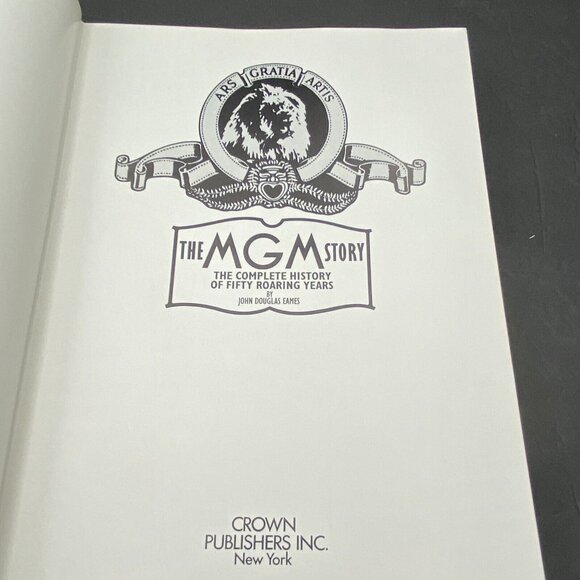 ARS GRATIA ARTIS
THE MGM STORY
THE COMPLETE HISTORY
OF FIFTY ROARING YEARS
BY
JOHN DOUGLAS EAMES
CROWN
PUBLISHERS INC.
New York